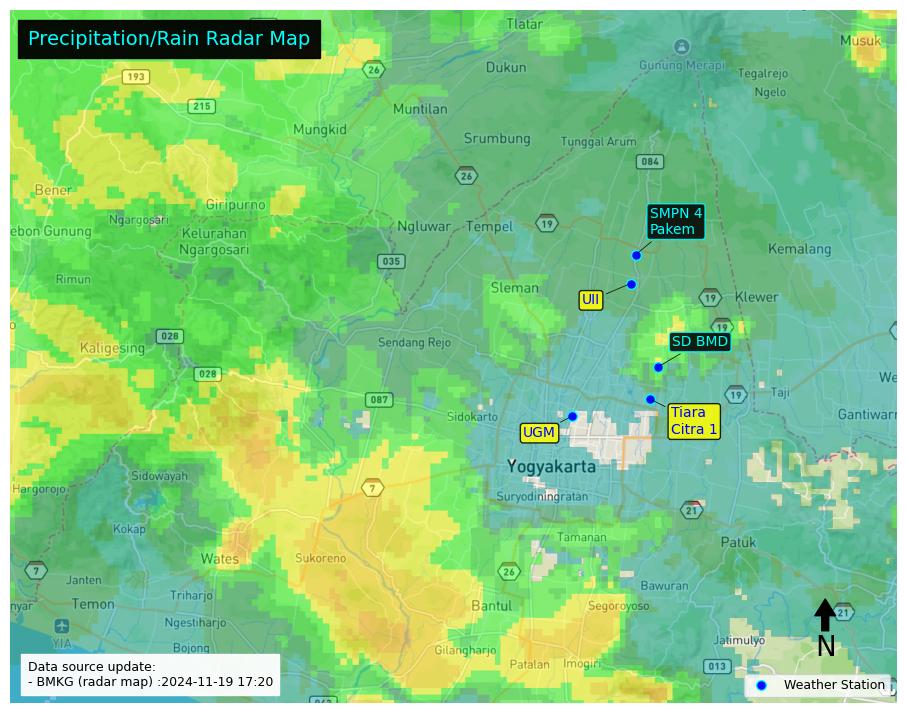 Precipitation/Rain Radar Map
Tlatar
Musuk
26
193
Dukun
Gunung Merapi
Tegalrejo
Ngelo
215
Muntilan
Mungkid
Srumbung
Tunggal Arum
084
26
Bener
Giripurno
SMPN 4
Pakem
Ngargosari
Ngluwar
Tempel
19
ebon Gunung
Kelurahan
Ngargosari
Kemalang
035
Rimun
Sleman
UII
19
Klewer
19
028
Kaligesing
Sendang Rejo
SD BMD
028
We
087
19
Taji
Sidokarto
Tiara
Citra 1
Gantiwarn
UGM
Yogyakarta
Sidowayah
Hargorojo
7
Suryodiningratan
21
Kokap
Tamanan
Patuk
Wates
Sukoreno
7
26
Janten
Bawuran
Triharjo
nyar
Temon
Bantul
Segoroyoso
21
Ngestiharjo
N
YIA
Bojong
Gilangharjo
Jatimulyo
Patalan
Imogiri
013
Data source update:
- BMKG (radar map) :2024-11-19 17:20
Weather Station